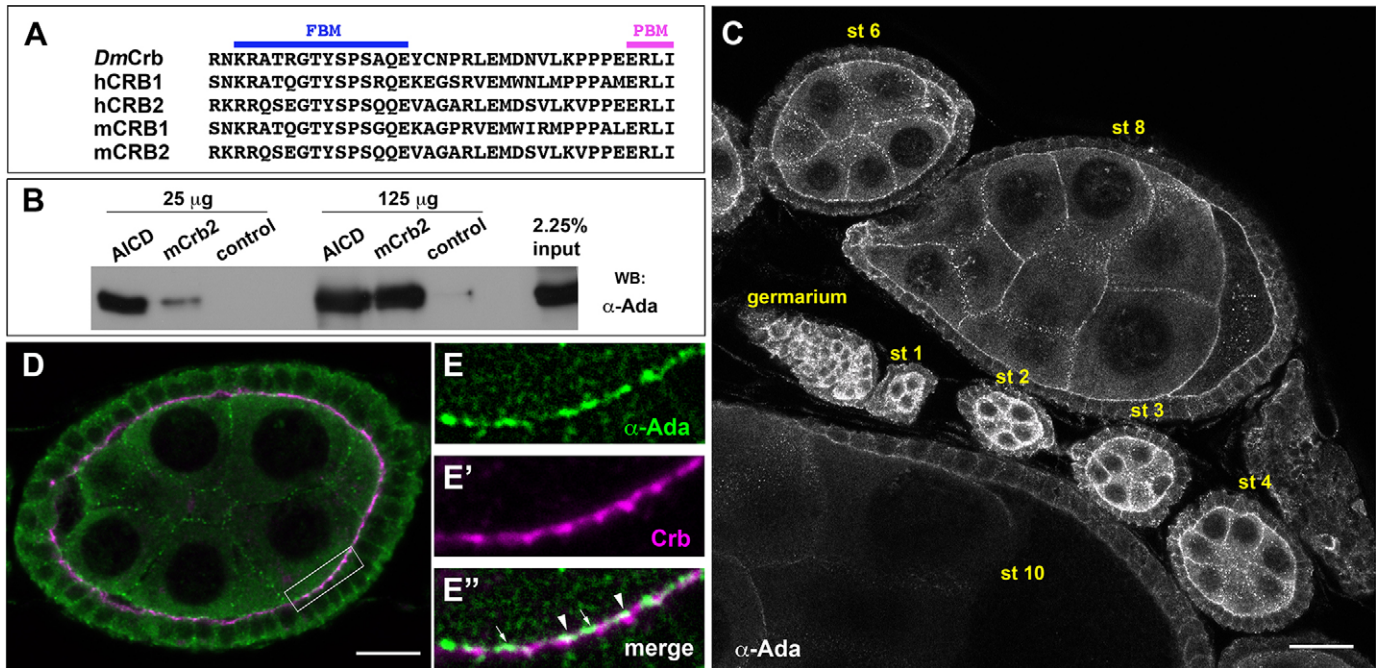 A
FBM PBM
DmCrb RNKRATRGTYSPSAQEYCNPRLEMDNVLKPPPEERLI
hCRB1 SNKRATQGTYSPSRQEKEGSRVEMWNLMPPPAMERLI
hCRB2 RKRRQSEGTYSPSQQEVAGARLEMDSVLKVPPEERLI
mCRB1 SNKRATQGTYSPSGQEKAGPRVEMWIRMPPPALERLI
mCRB2 RKRRQSEGTYSPSQQEVAGARLEMDSVLKVPPEERLI
B
25 µg 125 µg
AICD mCrb2 control AICD mCrb2 control 2.25% input
WB:
α-Ada
C
st 6
st 8
germarium
st 1
st 2
st 3
st 4
st 10
α-Ada
D
E
α-Ada
E'
Crb
E"
merge